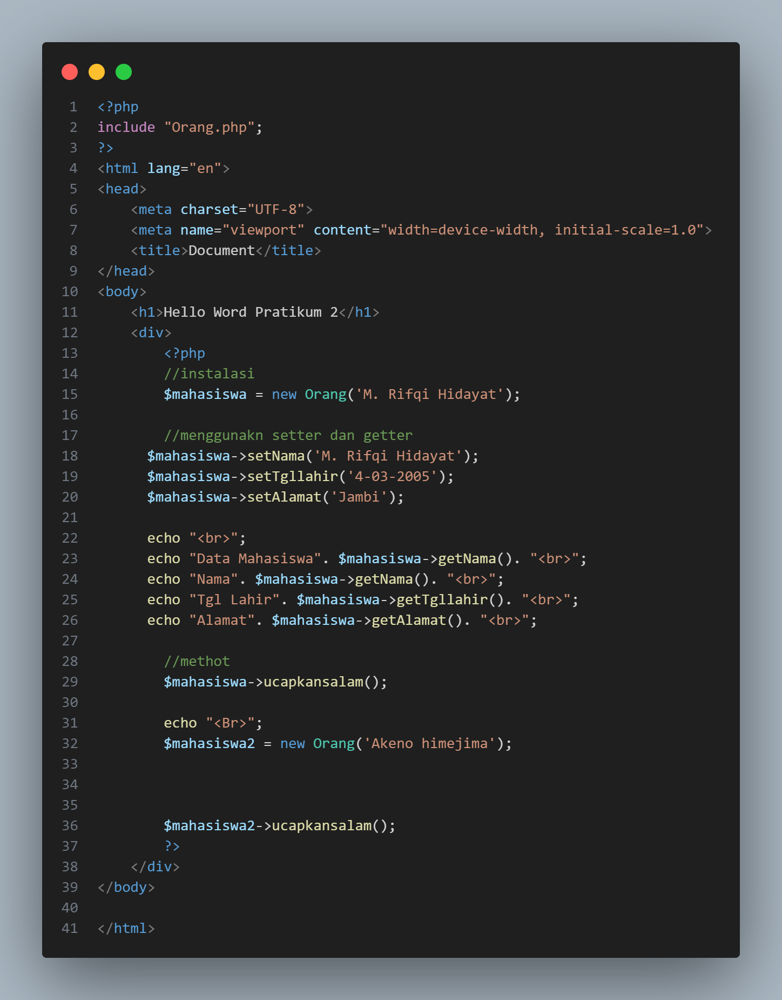 1 <?php
2 include "Orang.php";
3 ?>
4 <html lang="en">
5 <head>
6     <meta charset="UTF-8">
7     <meta name="viewport" content="width=device-width, initial-scale=1.0">
8     <title>Document</title>
9 </head>
10 <body>
11     <h1>Hello Word Pratikum 2</h1>
12     <div>
13         <?php
14         //instalasi
15         $mahasiswa = new Orang('M. Rifqi Hidayat');
16
17         //menggunakn setter dan getter
18       $mahasiswa->setNama('M. Rifqi Hidayat');
19       $mahasiswa->setTgllahir('4-03-2005');
20       $mahasiswa->setAlamat('Jambi');
21
22       echo "<br>";
23       echo "Data Mahasiswa". $mahasiswa->getNama(). "<br>";
24       echo "Nama". $mahasiswa->getNama(). "<br>";
25       echo "Tgl Lahir". $mahasiswa->getTgllahir(). "<br>";
26       echo "Alamat". $mahasiswa->getAlamat(). "<br>";
27
28         //methot
29         $mahasiswa->ucapkansalam();
30
31         echo "<Br>";
32         $mahasiswa2 = new Orang('Akeno himejima');
33
34
35
36         $mahasiswa2->ucapkansalam();
37         ?>
38     </div>
39 </body>
40
41 </html>